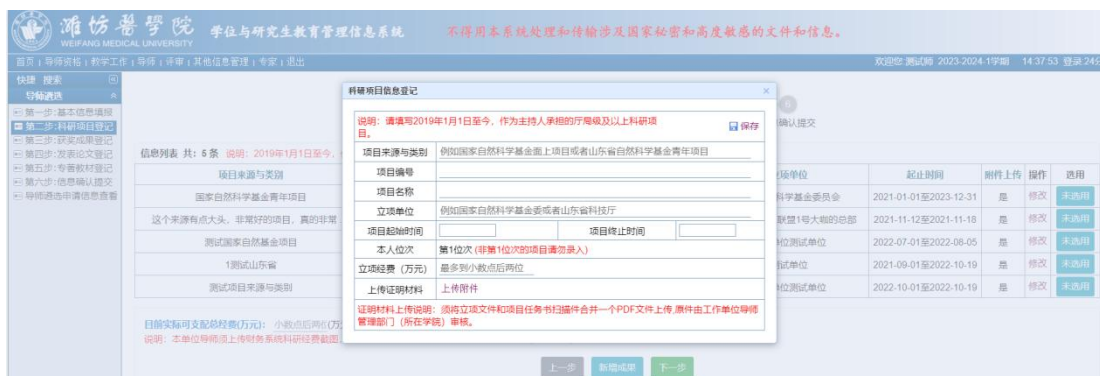 潍坊医学院
WEIFANG MEDICAL UNIVERSITY
学位与研究生教育管理信息系统
不得用本系统处理和传输涉及国家秘密和高度敏感的文件和信息。
首页 | 导师资格 | 教学工作 | 导师 | 评审 | 其他信息管理 | 专家 | 退出
欢迎您:测试师 2023-2024-1学期 14:37:53 登录:24分
快捷 搜索
导师遴选
第一步:基本信息填报
第二步:科研项目登记
第三步:获奖成果登记
第四步:发表论文登记
第五步:专著教材登记
第六步:信息确认提交
导师遴选申请信息查看
6
确认提交
信息列表 共: 5 条 说明: 2019年1月1日至今,
项目来源与类别 立项单位 起止时间 附件上传 操作 选用
国家自然科学基金青年项目 科学基金委员会 2021-01-01至2023-12-31 是 修改 未选用
这个来源有点大头,非常好的项目,真的非常 联盟1号大咖的总部 2021-11-12至2021-11-18 是 修改 未选用
测试国家自然基金项目 单位测试单位 2022-07-01至2022-08-05 是 修改 未选用
1测试山东省 测试单位 2021-09-01至2022-10-19 是 修改 未选用
测试项目来源与类别 单位测试单位 2022-10-01至2022-10-19 是 修改 未选用
目前实际可支配总经费(万元): 小数点后两位(万
说明: 本单位导师须上传财务系统科研经费截图,
上一步 新增成果 下一步
科研项目信息登记 ×
说明: 请填写2019年1月1日至今,作为主持人承担的厅局级及以上科研项
目。
保存
项目来源与类别 例如国家自然科学基金面上项目或者山东省自然科学基金青年项目
项目编号
项目名称
立项单位 例如国家自然科学基金委或者山东省科技厅
项目起始时间 项目终止时间
本人位次 第1位次 (非第1位次的项目请勿录入)
立项经费 (万元) 最多到小数点后两位
上传证明材料 上传附件
证明材料上传说明: 须将立项文件和项目任务书扫描件合并一个PDF文件上传,原件由工作单位导师
管理部门 (所在学院) 审核。